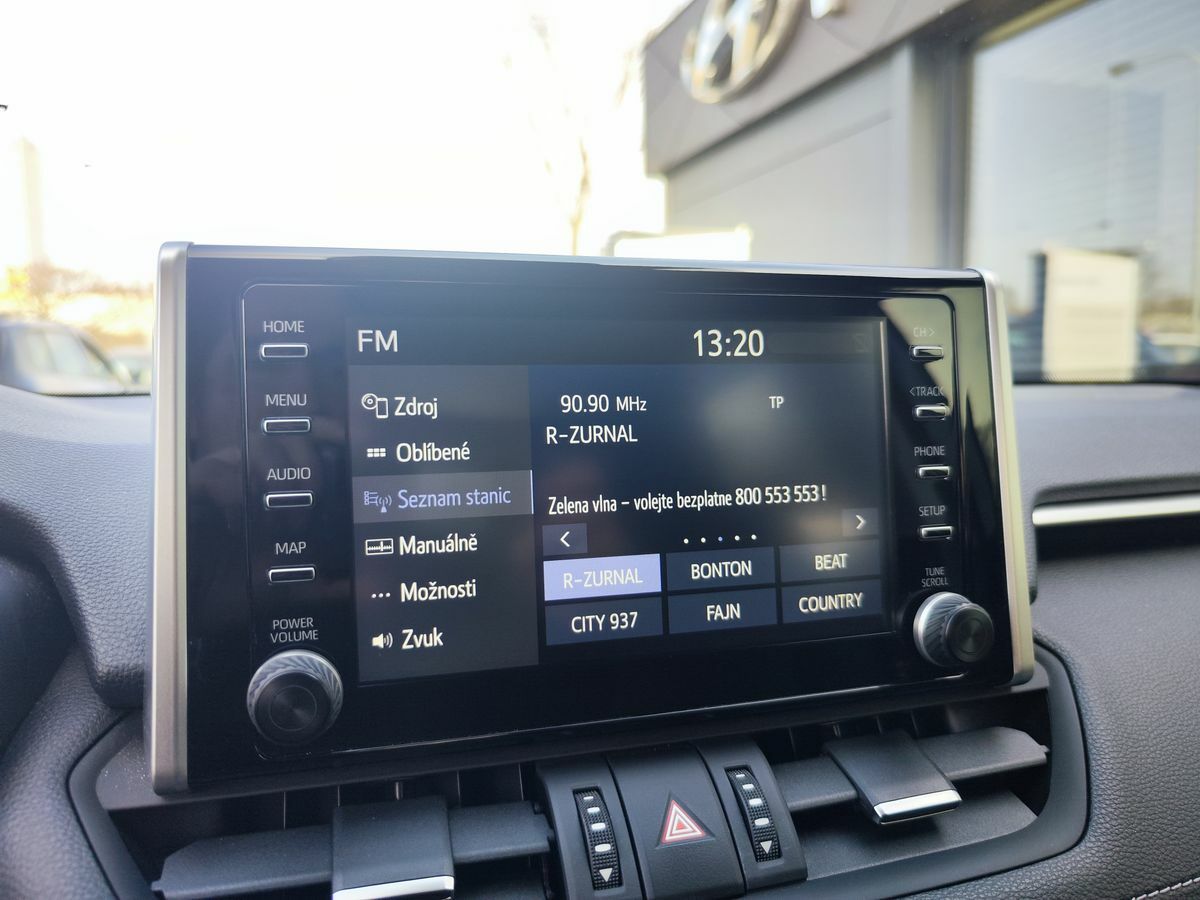 HOME
MENU
AUDIO
MAP
POWER
VOLUME
FM
13:20
Zdroj
Oblíbené
Seznam stanic
Manuálně
Možnosti
Zvuk
90.90 MHz
TP
R-ZURNAL
Zelena vlna – volejte bezplatne 800 553 553!
<
>
R-ZURNAL
BONTON
BEAT
CITY 937
FAJN
COUNTRY
CH >
<TRACK
PHONE
SETUP
TUNE
SCROLL